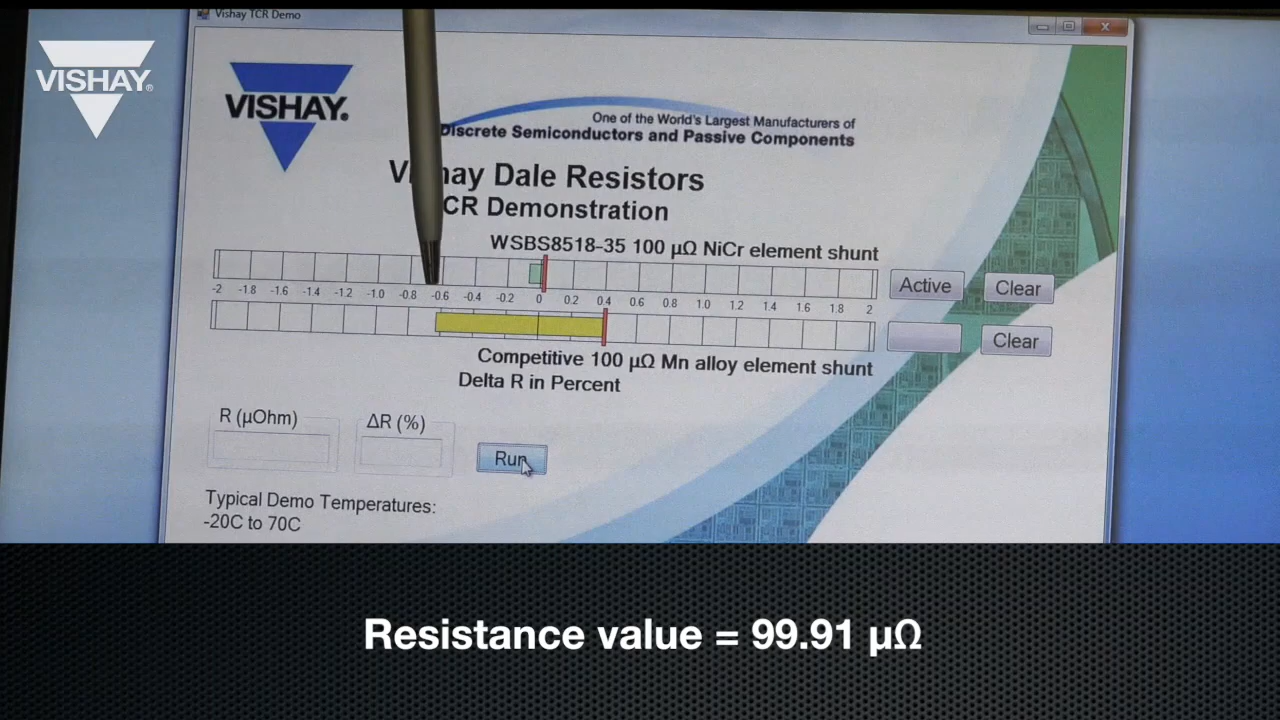 Vishay TCR Demo
VISHAY®
VISHAY.
One of the World's Largest Manufacturers of
Discrete Semiconductors and Passive Components
Vishay Dale Resistors
TCR Demonstration
WSBS8518-35 100 µΩ NiCr element shunt
Active
Clear
-2 -1.8 -1.6 -1.4 -1.2 -1.0 -0.8 -0.6 -0.4 -0.2 0 0.2 0.4 0.6 0.8 1.0 1.2 1.4 1.6 1.8 2
Clear
Competitive 100 µΩ Mn alloy element shunt
Delta R in Percent
R (µOhm)
ΔR (%)
Run
Typical Demo Temperatures:
-20C to 70C
Resistance value = 99.91 µΩ